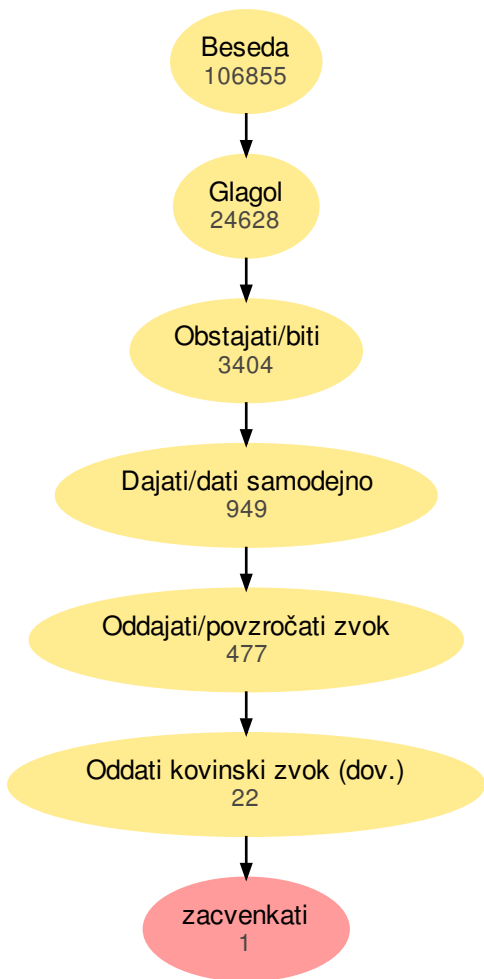 Beseda
106855
Glagol
24628
Obstajati/biti
3404
Dajati/dati samodejno
949
Oddajati/povzročati zvok
477
Oddati kovinski zvok (dov.)
22
zacvenkati
1